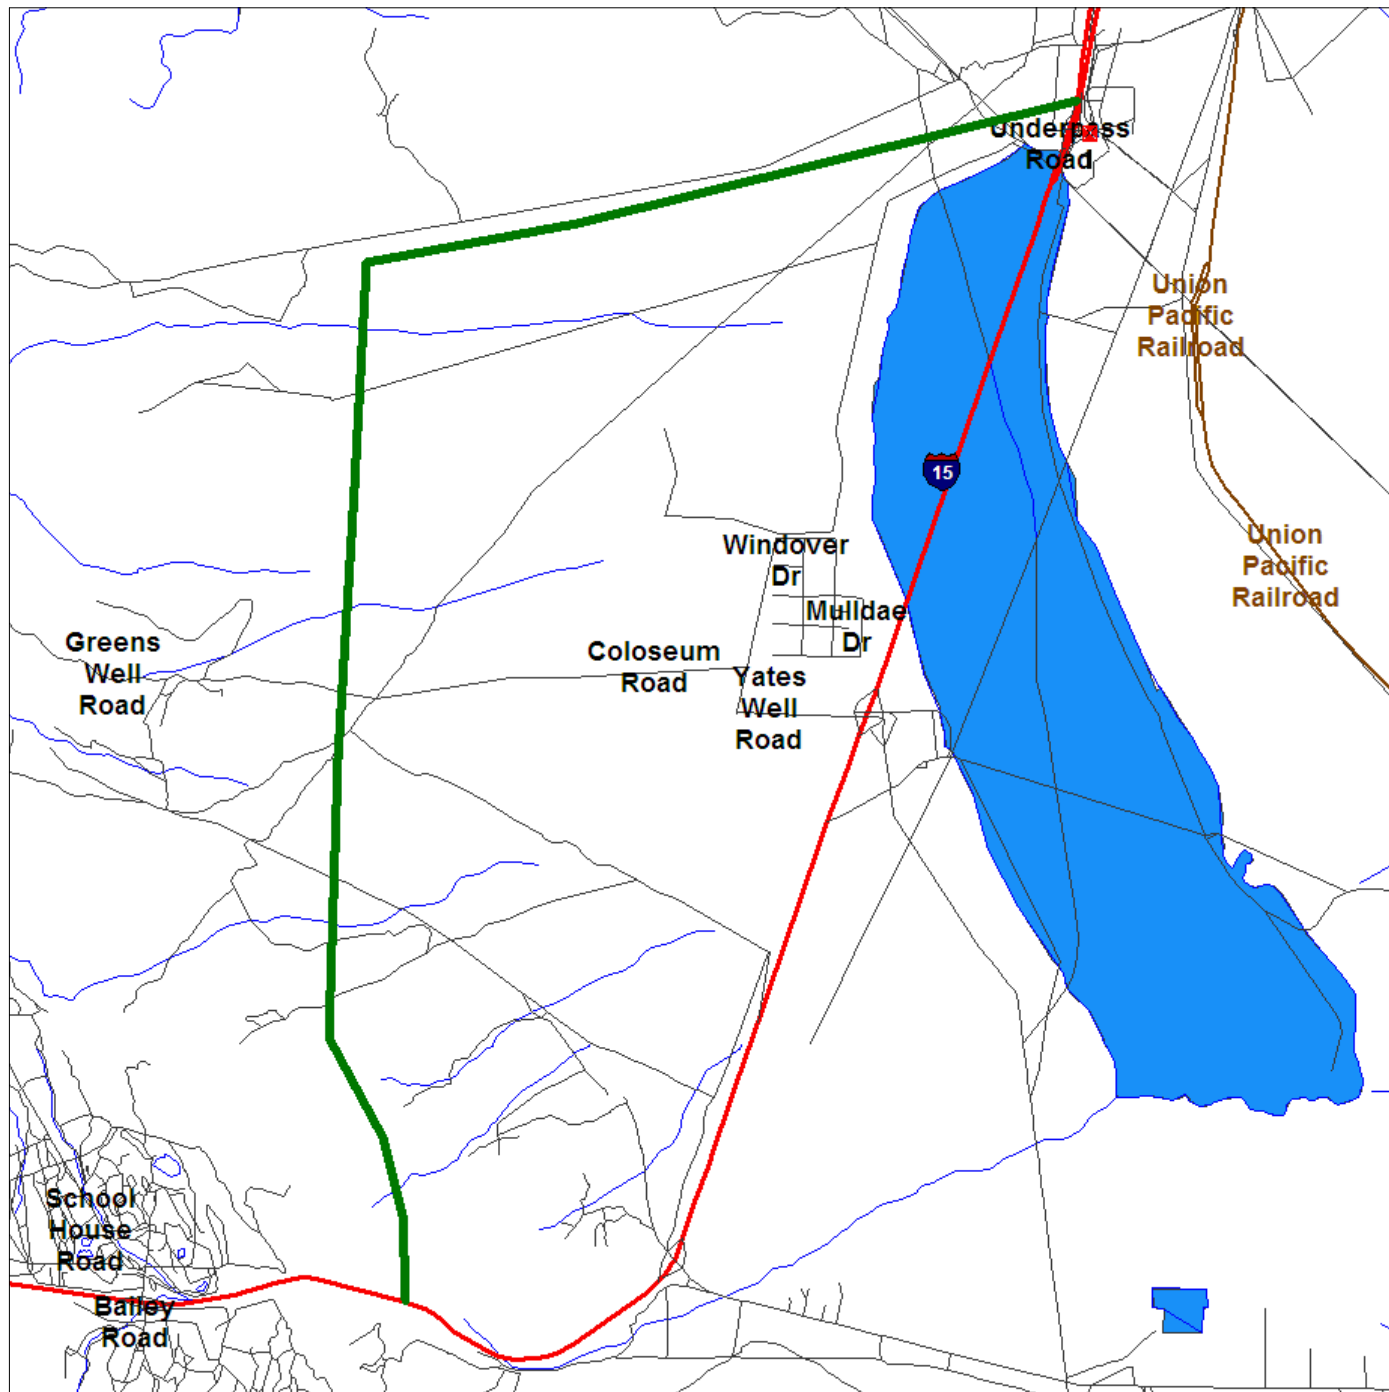 Underpass
Road
Union
Pacific
Railroad
15
Union
Pacific
Railroad
Windover
Dr
Mulldae
Dr
Greens
Well
Road
Coloseum
Road
Yates
Well
Road
School
House
Road
Bailey
Road